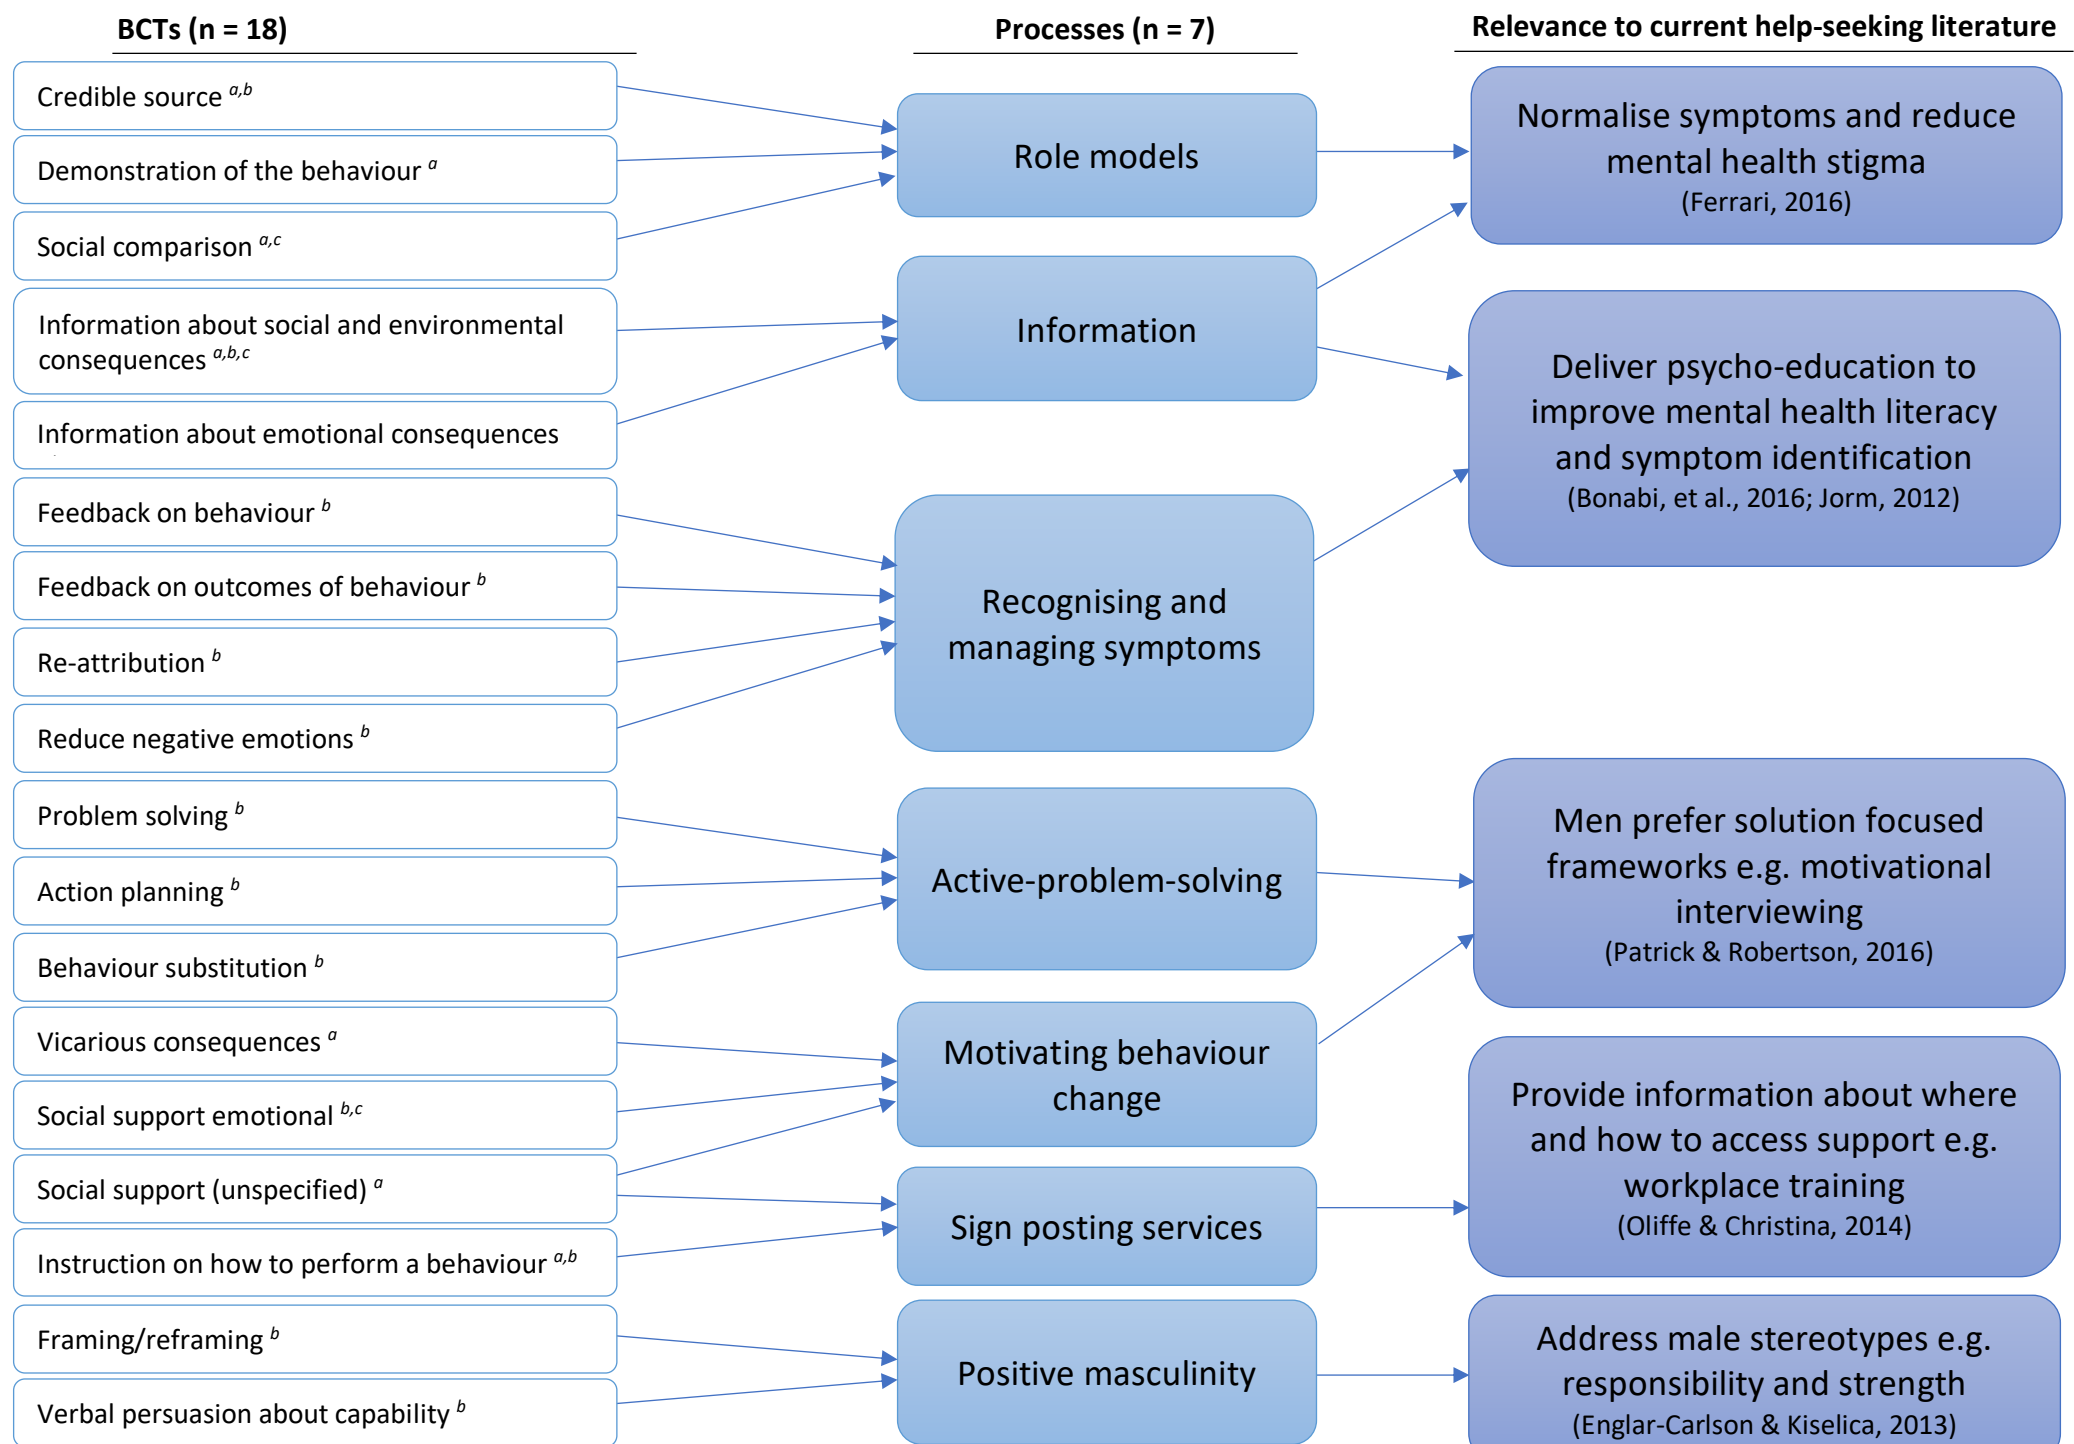 BCTs (n = 18)
Credible source a,b
Demonstration of the behaviour a
Social comparison a,c
Information about social and environmental
consequences a,b,c
Information about emotional consequences
Feedback on behaviour b
Feedback on outcomes of behaviour b
Re-attribution b
Reduce negative emotions b
Problem solving b
Action planning b
Behaviour substitution b
Vicarious consequences a
Social support emotional b,c
Social support (unspecified) a
Instruction on how to perform a behaviour a,b
Framing/reframing b
Verbal persuasion about capability b
Processes (n = 7)
Role models
Information
Recognising and
managing symptoms
Active-problem-solving
Motivating behaviour
change
Sign posting services
Positive masculinity
Relevance to current help-seeking literature
Normalise symptoms and reduce
mental health stigma
(Ferrari, 2016)
Deliver psycho-education to
improve mental health literacy
and symptom identification
(Bonabi, et al., 2016; Jorm, 2012)
Men prefer solution focused
frameworks e.g. motivational
interviewing
(Patrick & Robertson, 2016)
Provide information about where
and how to access support e.g.
workplace training
(Oliffe & Christina, 2014)
Address male stereotypes e.g.
responsibility and strength
(Englar-Carlson & Kiselica, 2013)